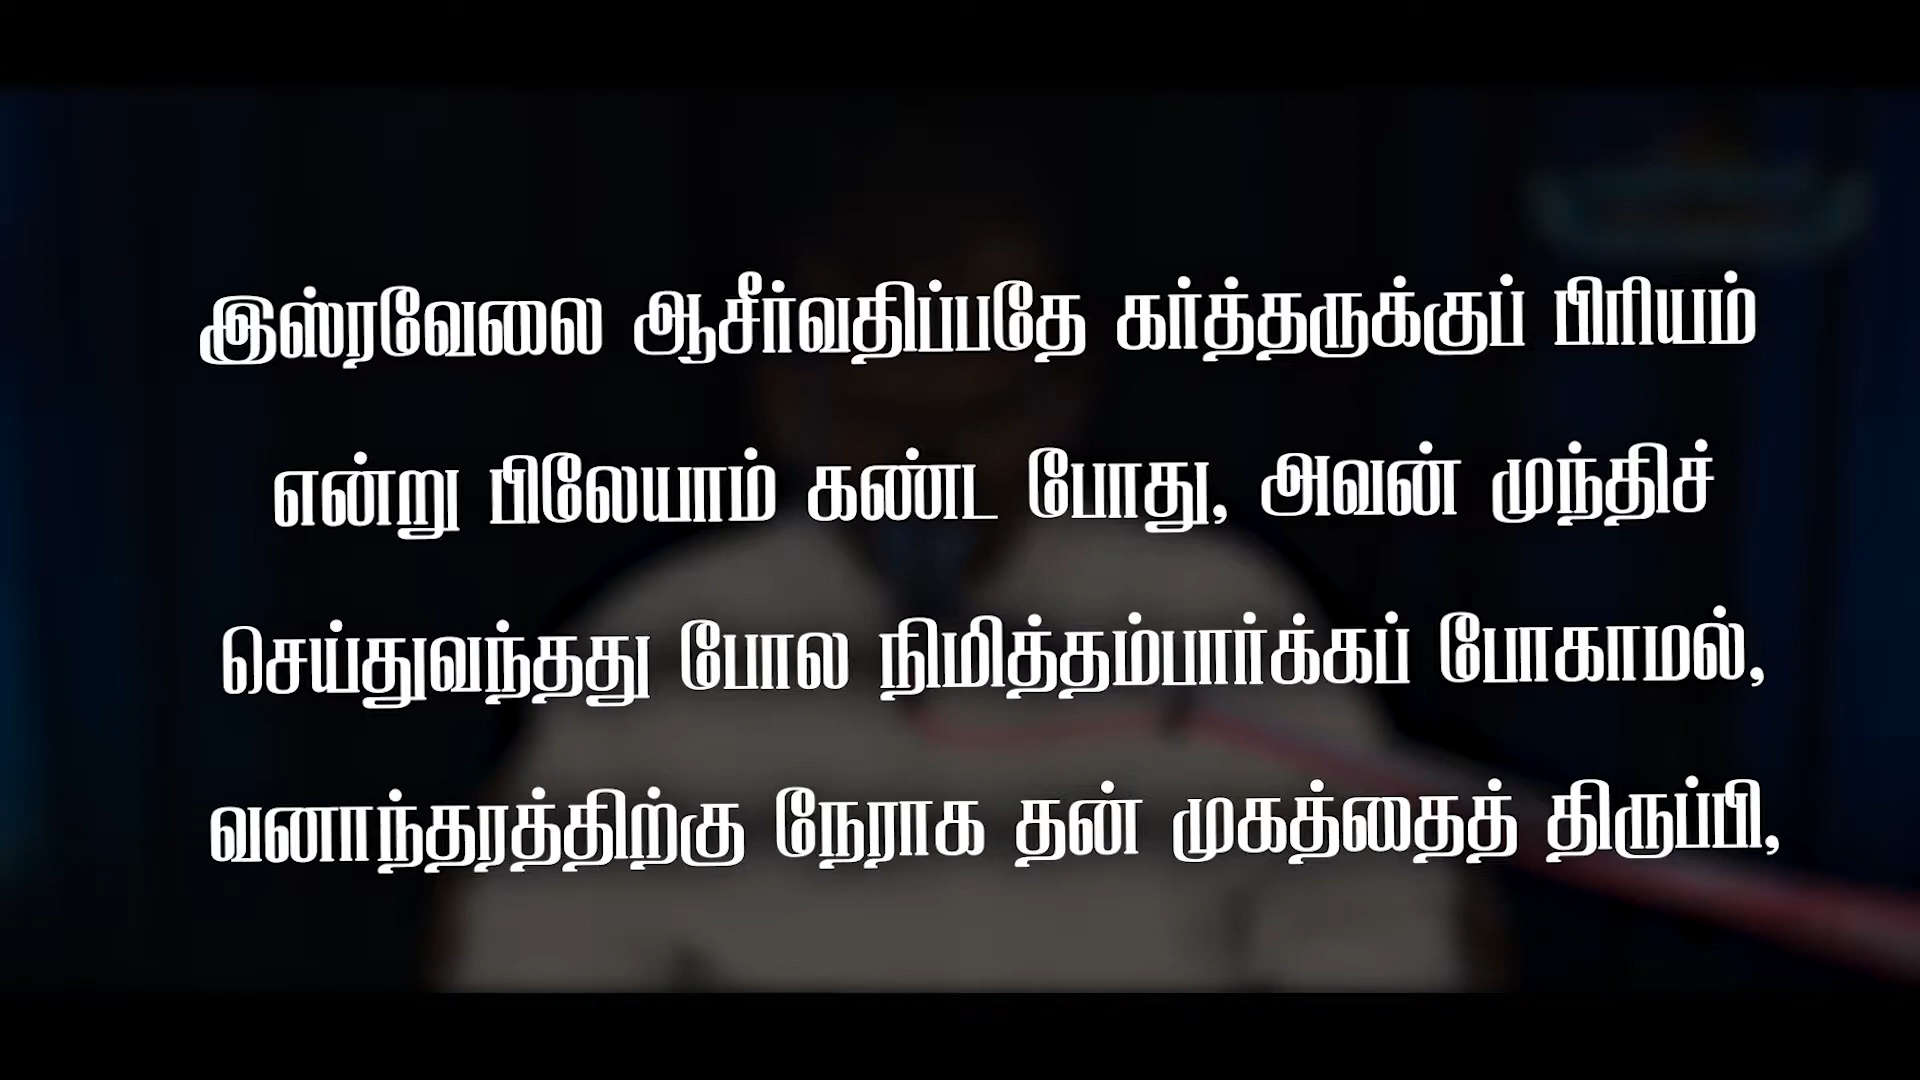 இஸ்ரவேலை ஆசீர்வதிப்பதே கர்த்தருக்குப் பிரியம்
என்று பிலேயாம் கண்ட போது, அவன் முந்திச்
செய்துவந்தது போல நிமித்தம்பார்க்கப் போகாமல்,
வனாந்தரத்திற்கு நேராக தன் முகத்தைத் திருப்பி,